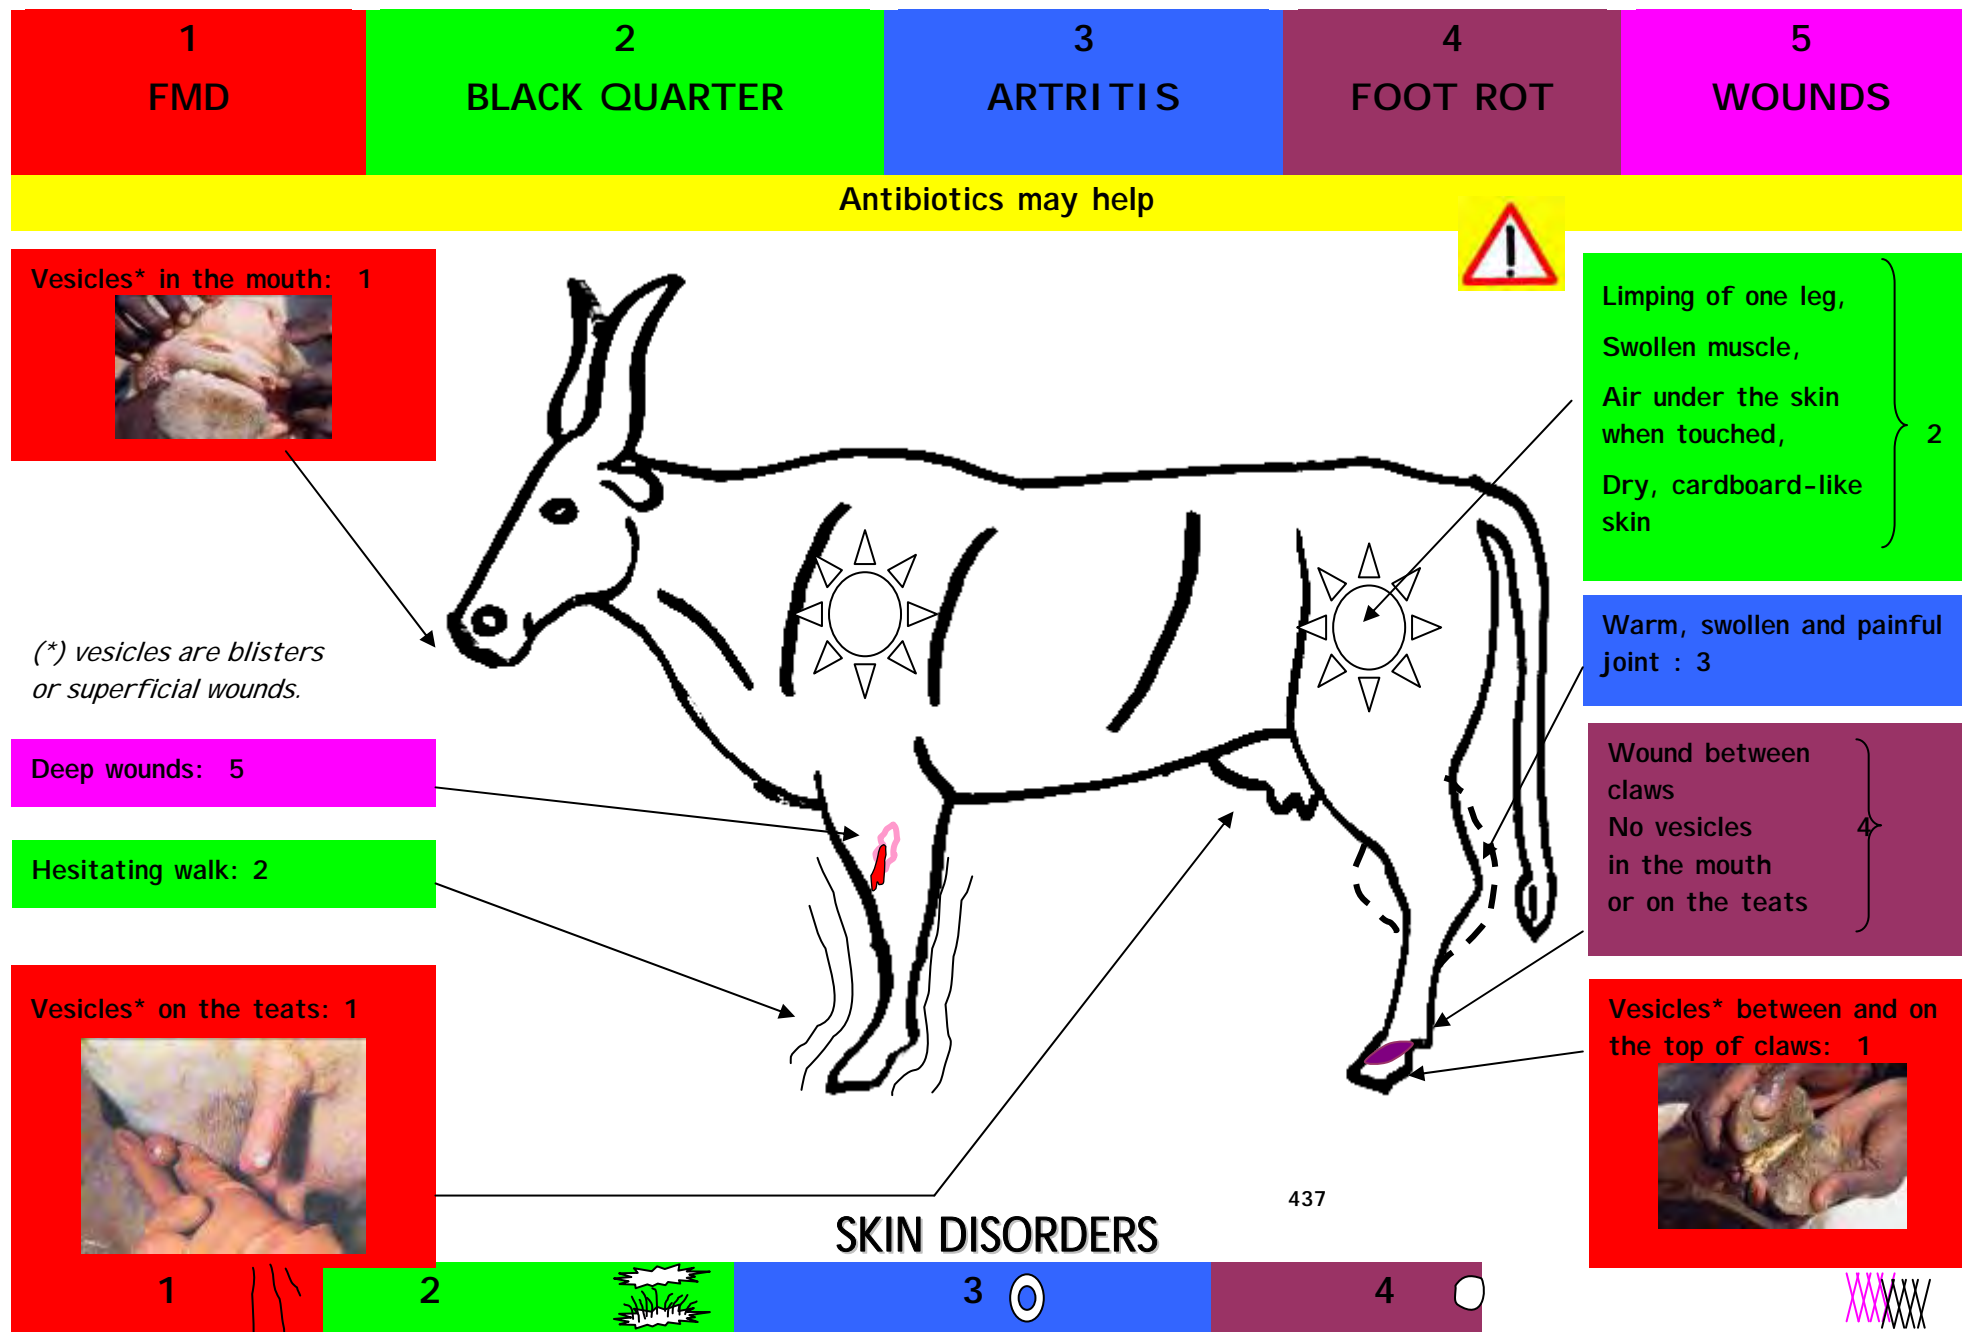 1
FMD
2
BLACK QUARTER
3
ARTRITIS
4
FOOT ROT
5
WOUNDS
Antibiotics may help
Vesicles* in the mouth: 1
(*) vesicles are blisters
or superficial wounds.
Deep wounds: 5
Hesitating walk: 2
Vesicles* on the teats: 1
Limping of one leg,
Swollen muscle,
Air under the skin
when touched,
2
Dry, cardboard-like
skin
Warm, swollen and painful
joint : 3
Wound between
claws
No vesicles
4
in the mouth
or on the teats
Vesicles* between and on
the top of claws: 1
437
SKIN DISORDERS
1
2
3
4